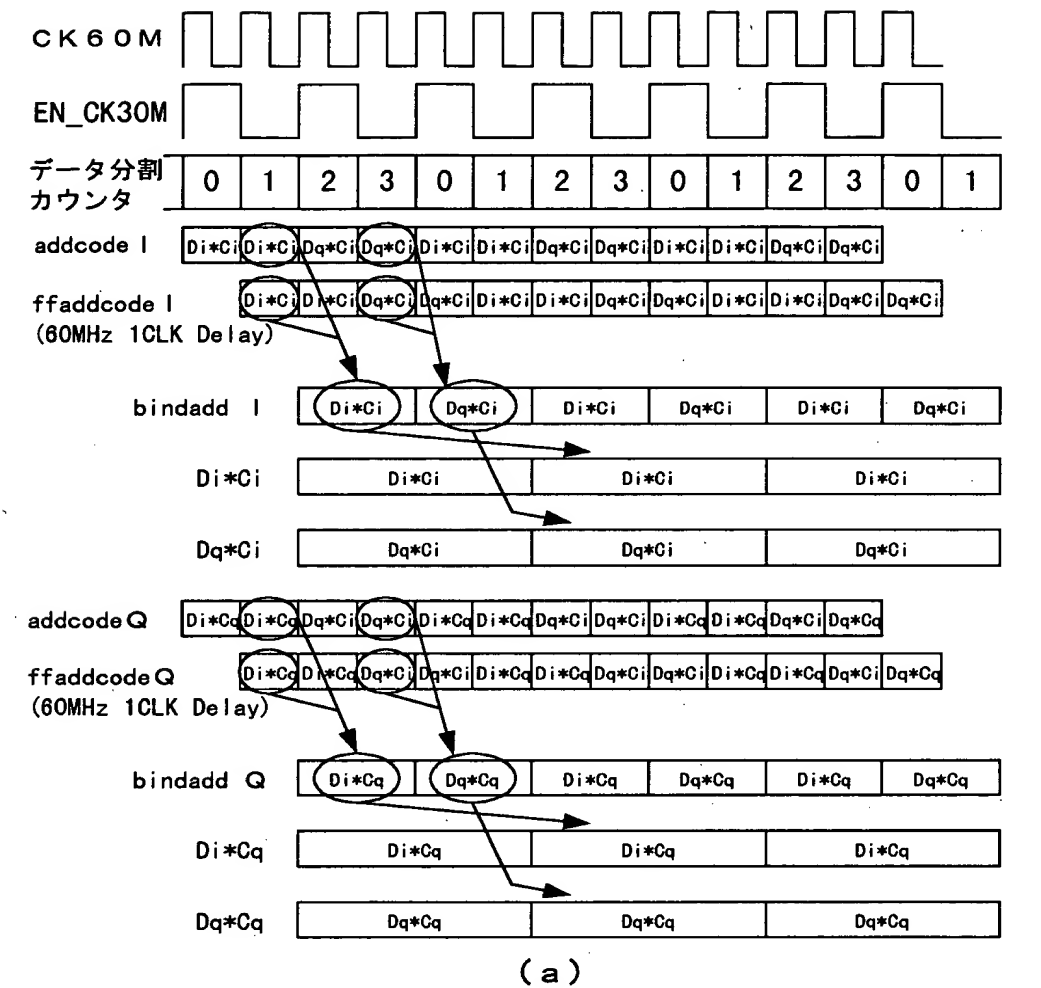 CK60M
EN_CK30M
データ分割
カウンタ
0 1 2 3 0 1 2 3 0 1 2 3 0 1
addcode I
Di*Ci Di*Ci Dq*Ci Dq*Ci Di*Ci Di*Ci Dq*Ci Dq*Ci Di*Ci Di*Ci Dq*Ci Dq*Ci
ffaddcode I
(60MHz 1CLK Delay)
Di*Ci Di*Ci Dq*Ci Dq*Ci Di*Ci Di*Ci Dq*Ci Dq*Ci Di*Ci Di*Ci Dq*Ci Dq*Ci
bindadd I
Di*Ci Dq*Ci Di*Ci Dq*Ci Di*Ci Dq*Ci
Di*Ci
Di*Ci Di*Ci Di*Ci
Dq*Ci
Dq*Ci Dq*Ci Dq*Ci
addcode Q
Di*Cq Di*Cq Dq*Ci Dq*Ci Di*Cq Di*Cq Dq*Ci Dq*Ci Di*Cq Di*Cq Dq*Ci Dq*Cq
ffaddcode Q
(60MHz 1CLK Delay)
Di*Cq Di*Cq Dq*Ci Dq*Ci Di*Cq Di*Cq Dq*Ci Dq*Ci Di*Cq Di*Cq Dq*Ci Dq*Cq
bindadd Q
Di*Cq Dq*Cq Di*Cq Dq*Cq Di*Cq Dq*Cq
Di*Cq
Di*Cq Di*Cq Di*Cq
Dq*Cq
Dq*Cq Dq*Cq Dq*Cq
(a)